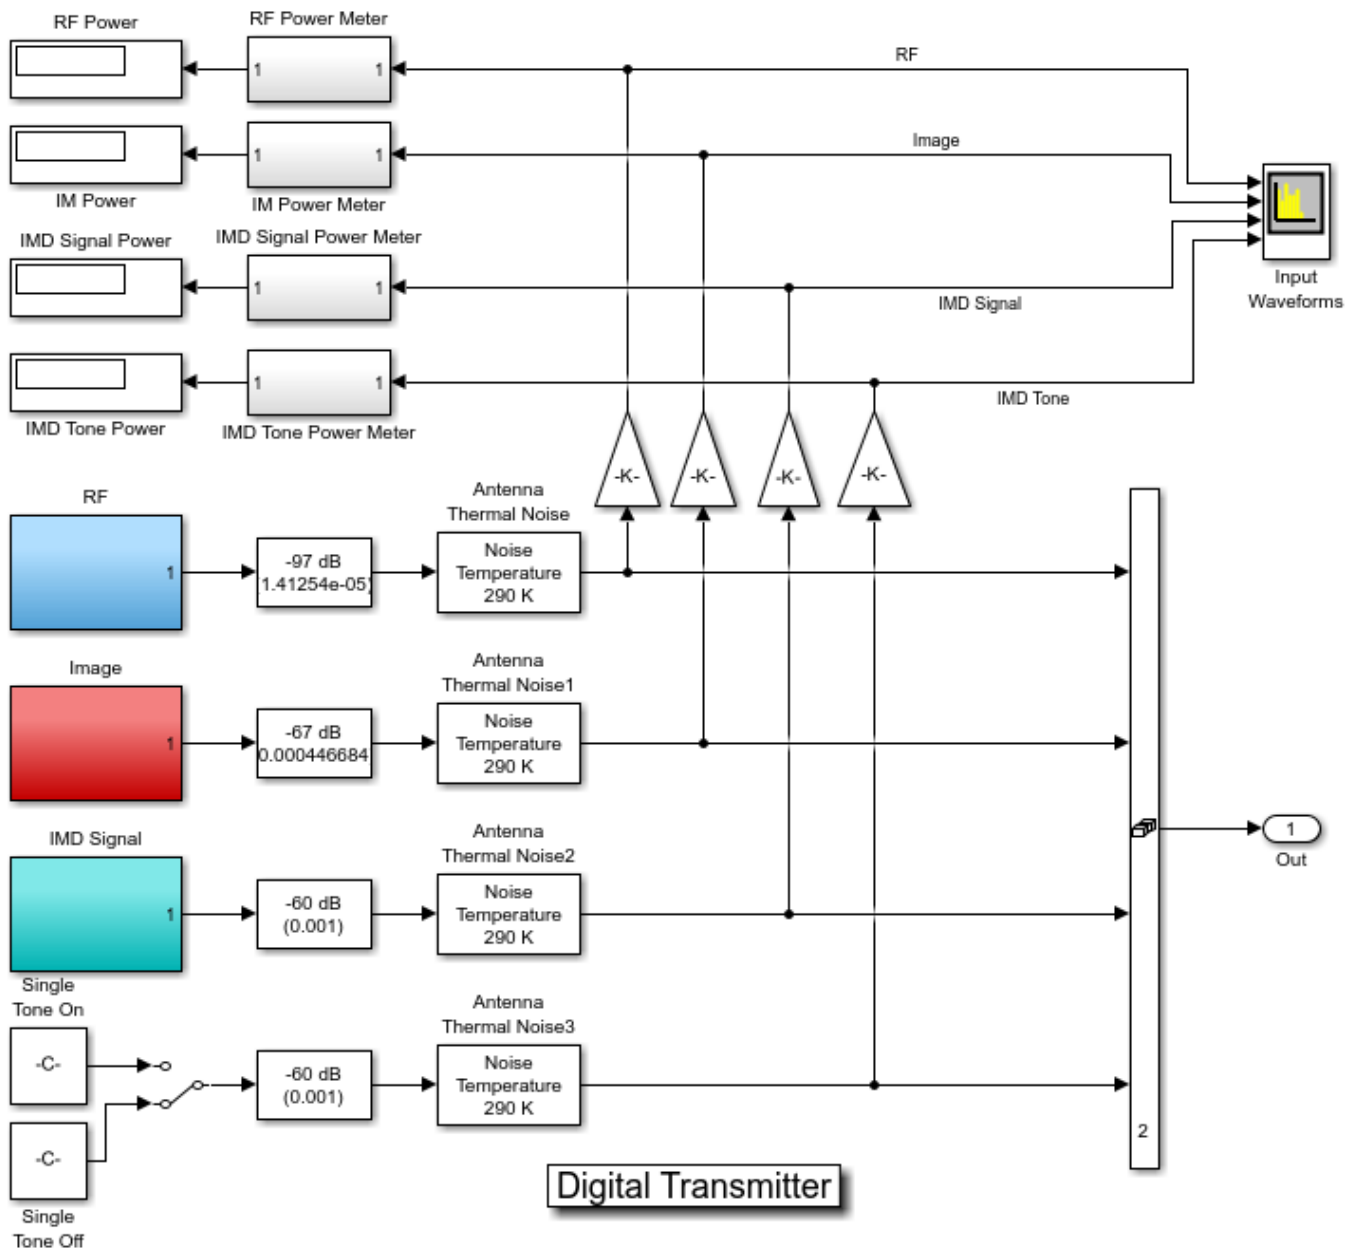 RF Power
RF Power Meter
RF
1
1
Image
1
1
IM Power
IM Power Meter
IMD Signal Power
IMD Signal Power Meter
1
1
Input
Waveforms
IMD Signal
1
1
IMD Tone
IMD Tone Power
IMD Tone Power Meter
-K-
-K-
-K-
-K-
RF
1
-97 dB
(1.41254e-05)
Antenna
Thermal Noise
Noise
Temperature
290 K
Image
1
-67 dB
0.000446684
Antenna
Thermal Noise1
Noise
Temperature
290 K
IMD Signal
1
-60 dB
(0.001)
Antenna
Thermal Noise2
Noise
Temperature
290 K
1
Out
Single
Tone On
-C-
-60 dB
(0.001)
Antenna
Thermal Noise3
Noise
Temperature
290 K
2
-C-
Single
Tone Off
Digital Transmitter